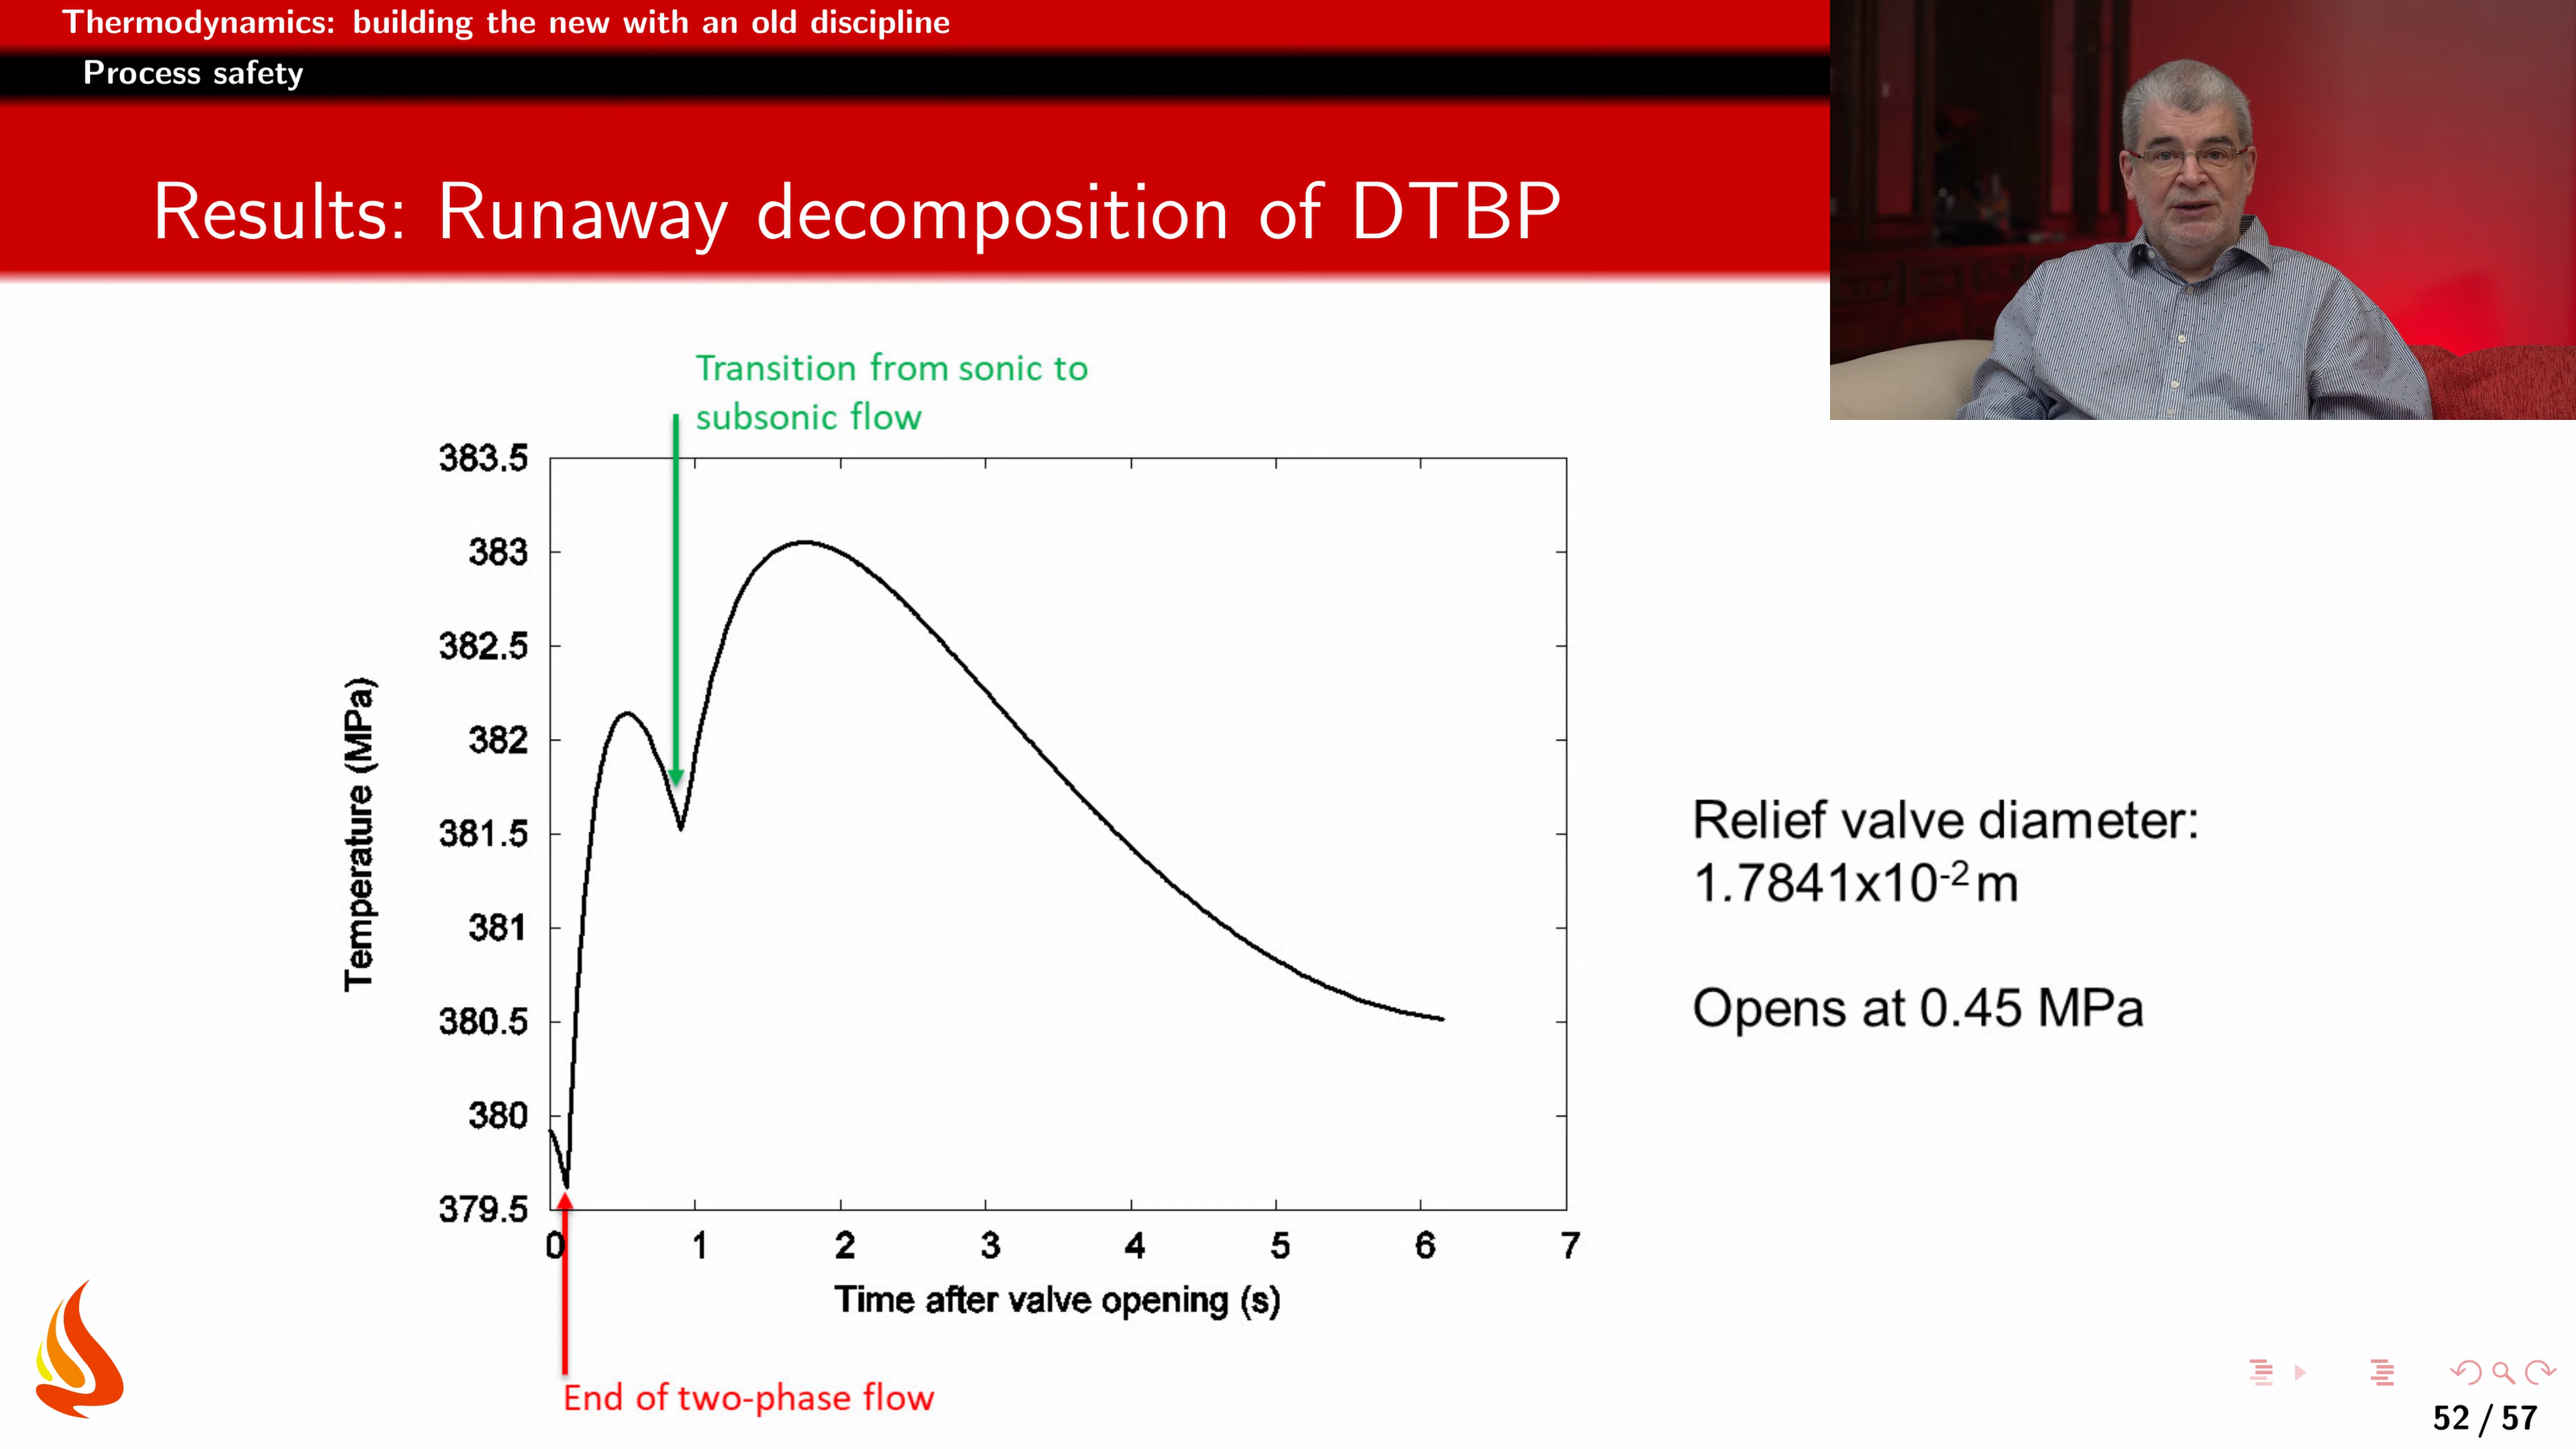 Thermodynamics: building the new with an old discipline
Process safety
Results: Runaway decomposition of DTBP
Transition from sonic to
subsonic flow
383.5
383
382.5
382
381.5
381
380.5
380
379.5
Temperature (MPa)
0 1 2 3 4 5 6 7
Time after valve opening (s)
End of two-phase flow
Relief valve diameter:
1.7841x10⁻²m
Opens at 0.45 MPa
52 / 57